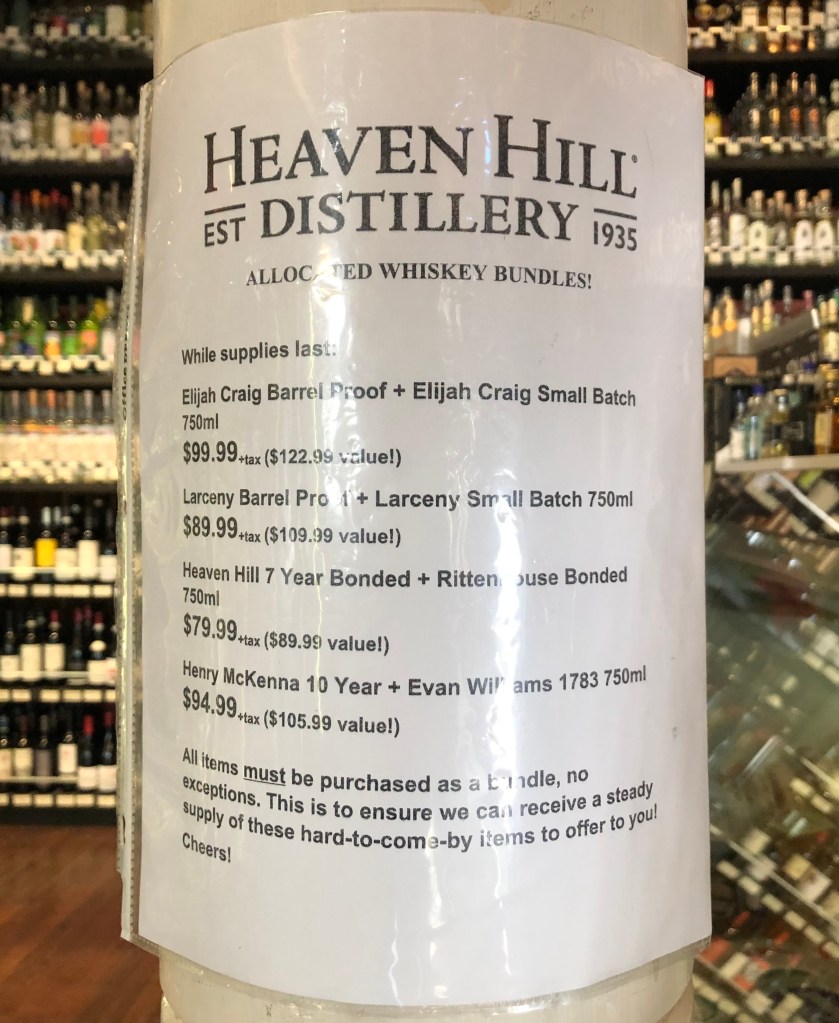 HEAVEN HILL®
EST DISTILLERY 1935
ALLOCATED WHISKEY BUNDLES!
While supplies last:
Elijah Craig Barrel Proof + Elijah Craig Small Batch
750ml
$99.99+tax ($122.99 value!)
Larceny Barrel Proof + Larceny Small Batch 750ml
$89.99+tax ($109.99 value!)
Heaven Hill 7 Year Bonded + Rittenhouse Bonded
750ml
$79.99+tax ($89.99 value!)
Henry McKenna 10 Year + Evan Williams 1783 750ml
$94.99+tax ($105.99 value!)
All items must be purchased as a bundle, no
exceptions. This is to ensure we can receive a steady
supply of these hard-to-come-by items to offer to you!
Cheers!